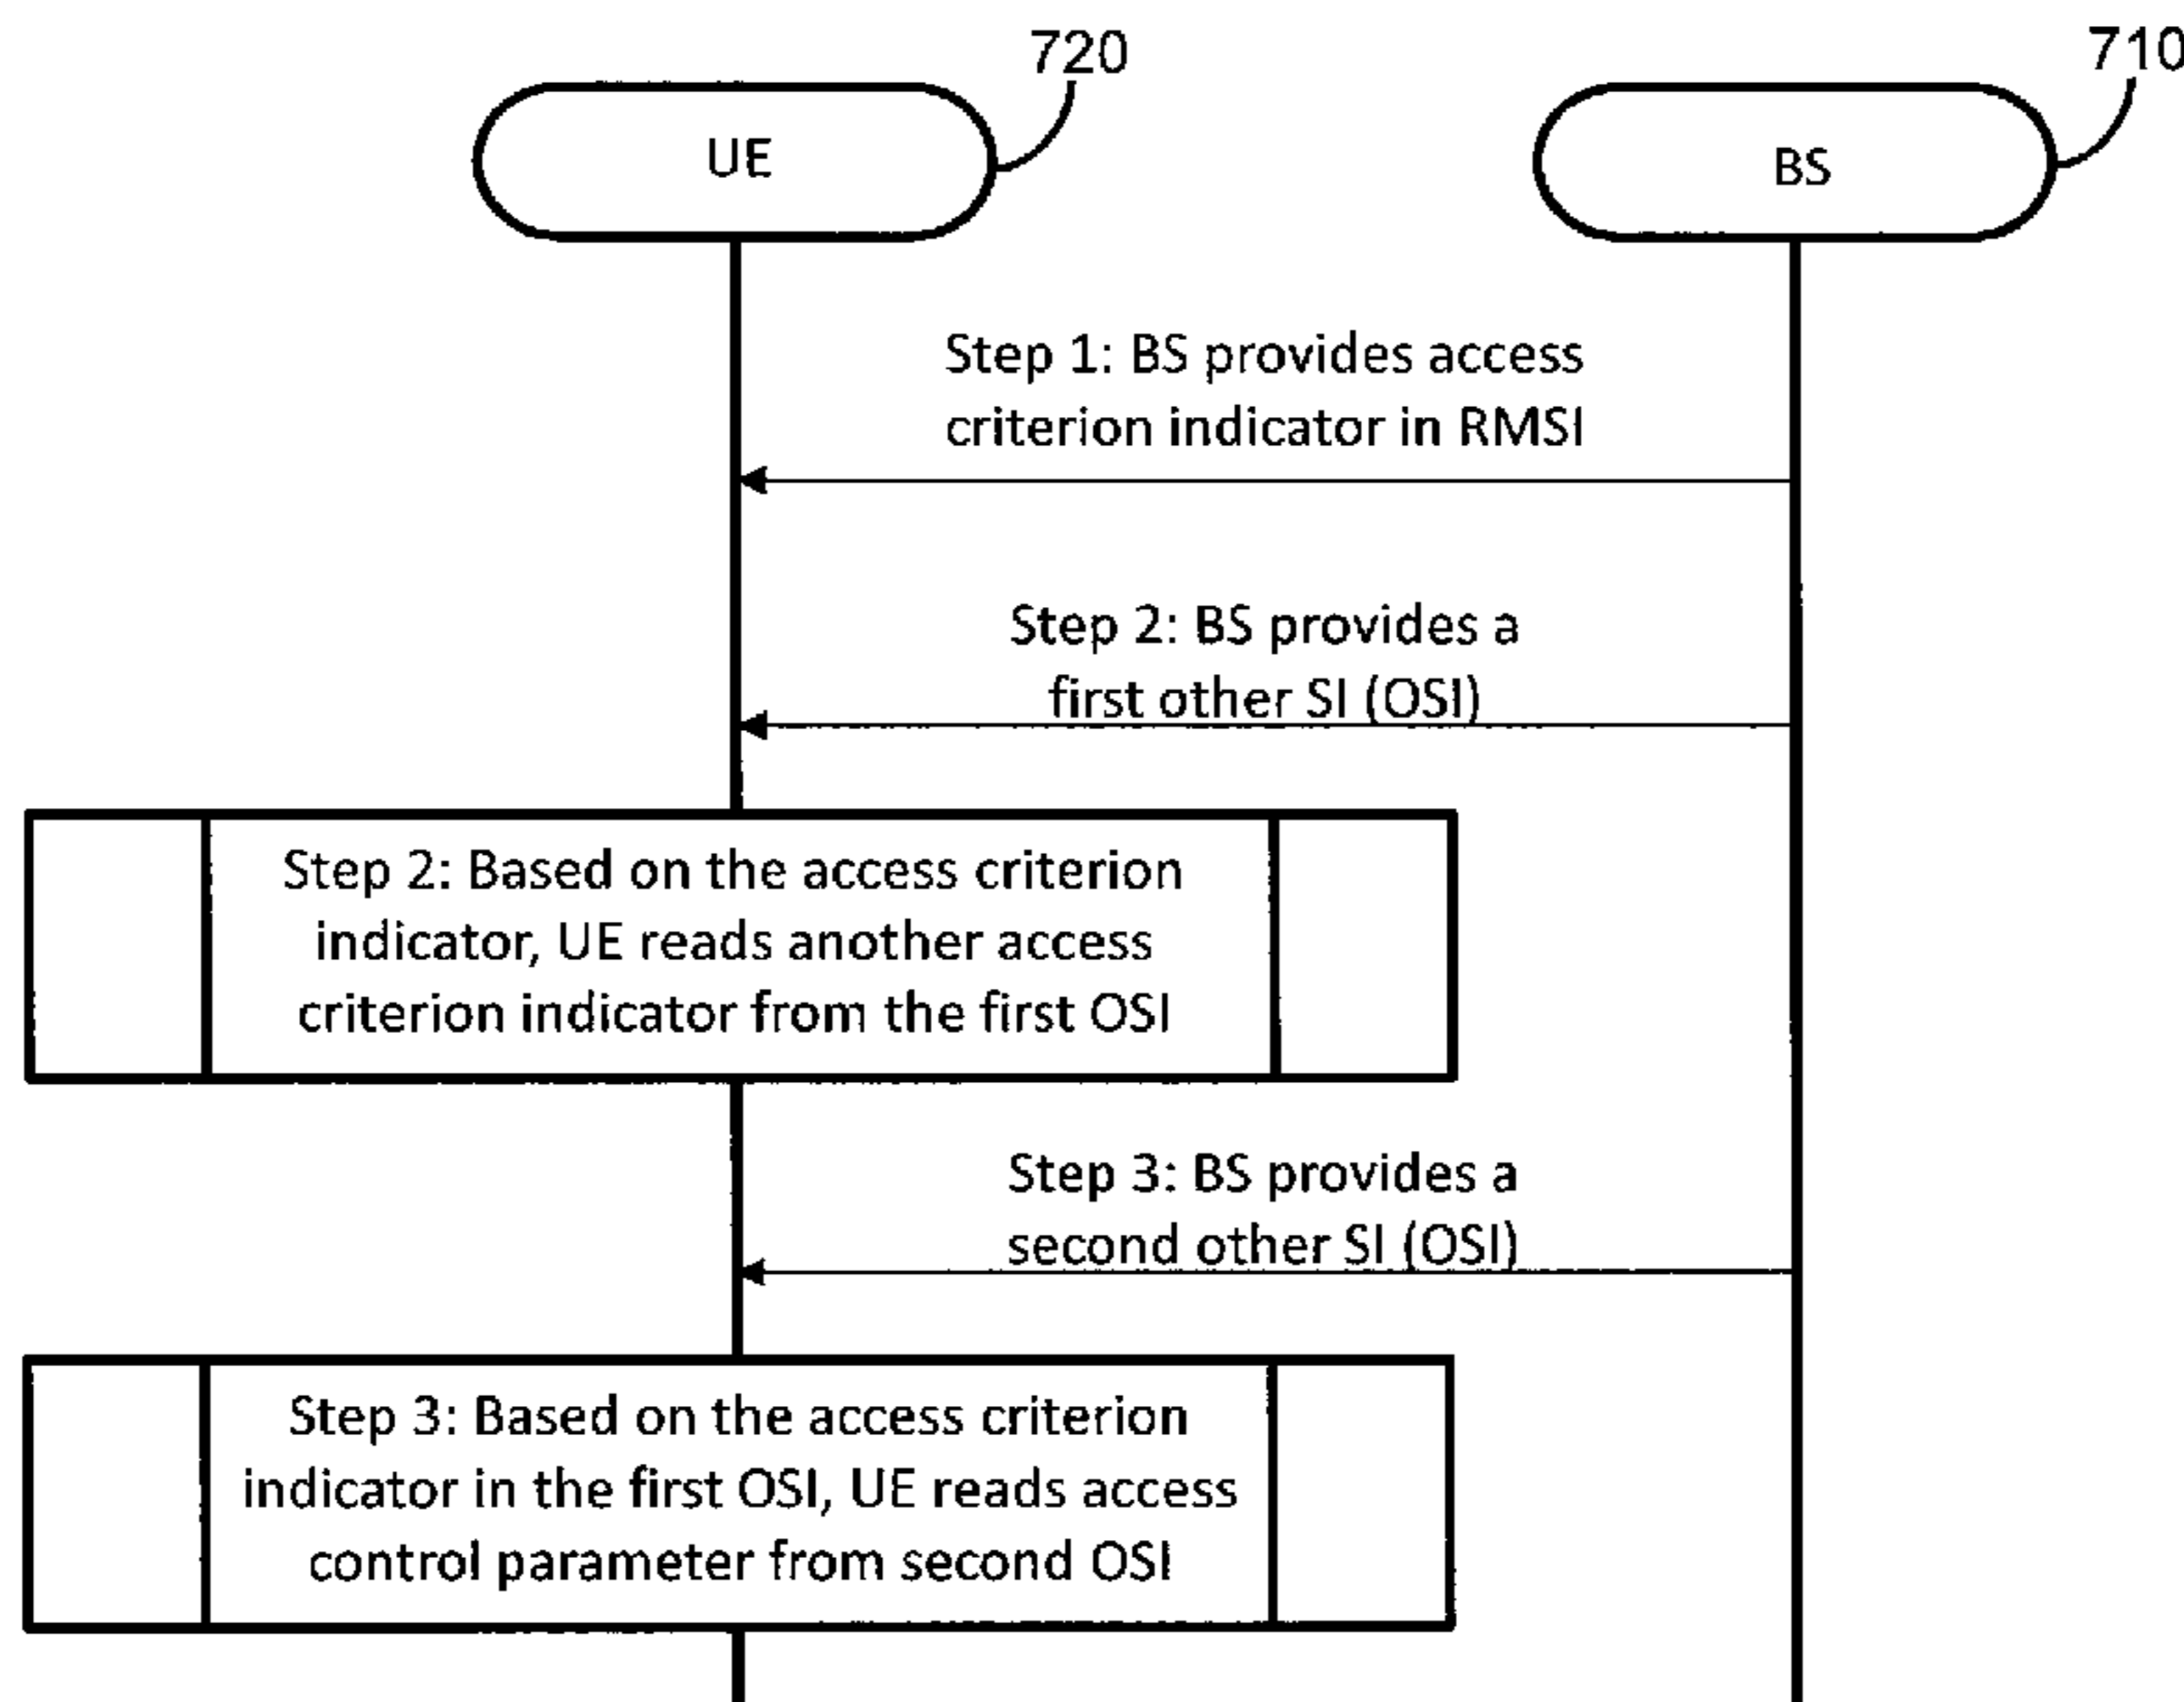 720
710
UE
BS
Step 1: BS provides access
criterion indicator in RMSI
Step 2: BS provides a
first other SI (OSI)
Step 2: Based on the access criterion
indicator, UE reads another access
criterion indicator from the first OSI
Step 3: BS provides a
second other SI (OSI)
Step 3: Based on the access criterion
indicator in the first OSI, UE reads access
control parameter from second OSI